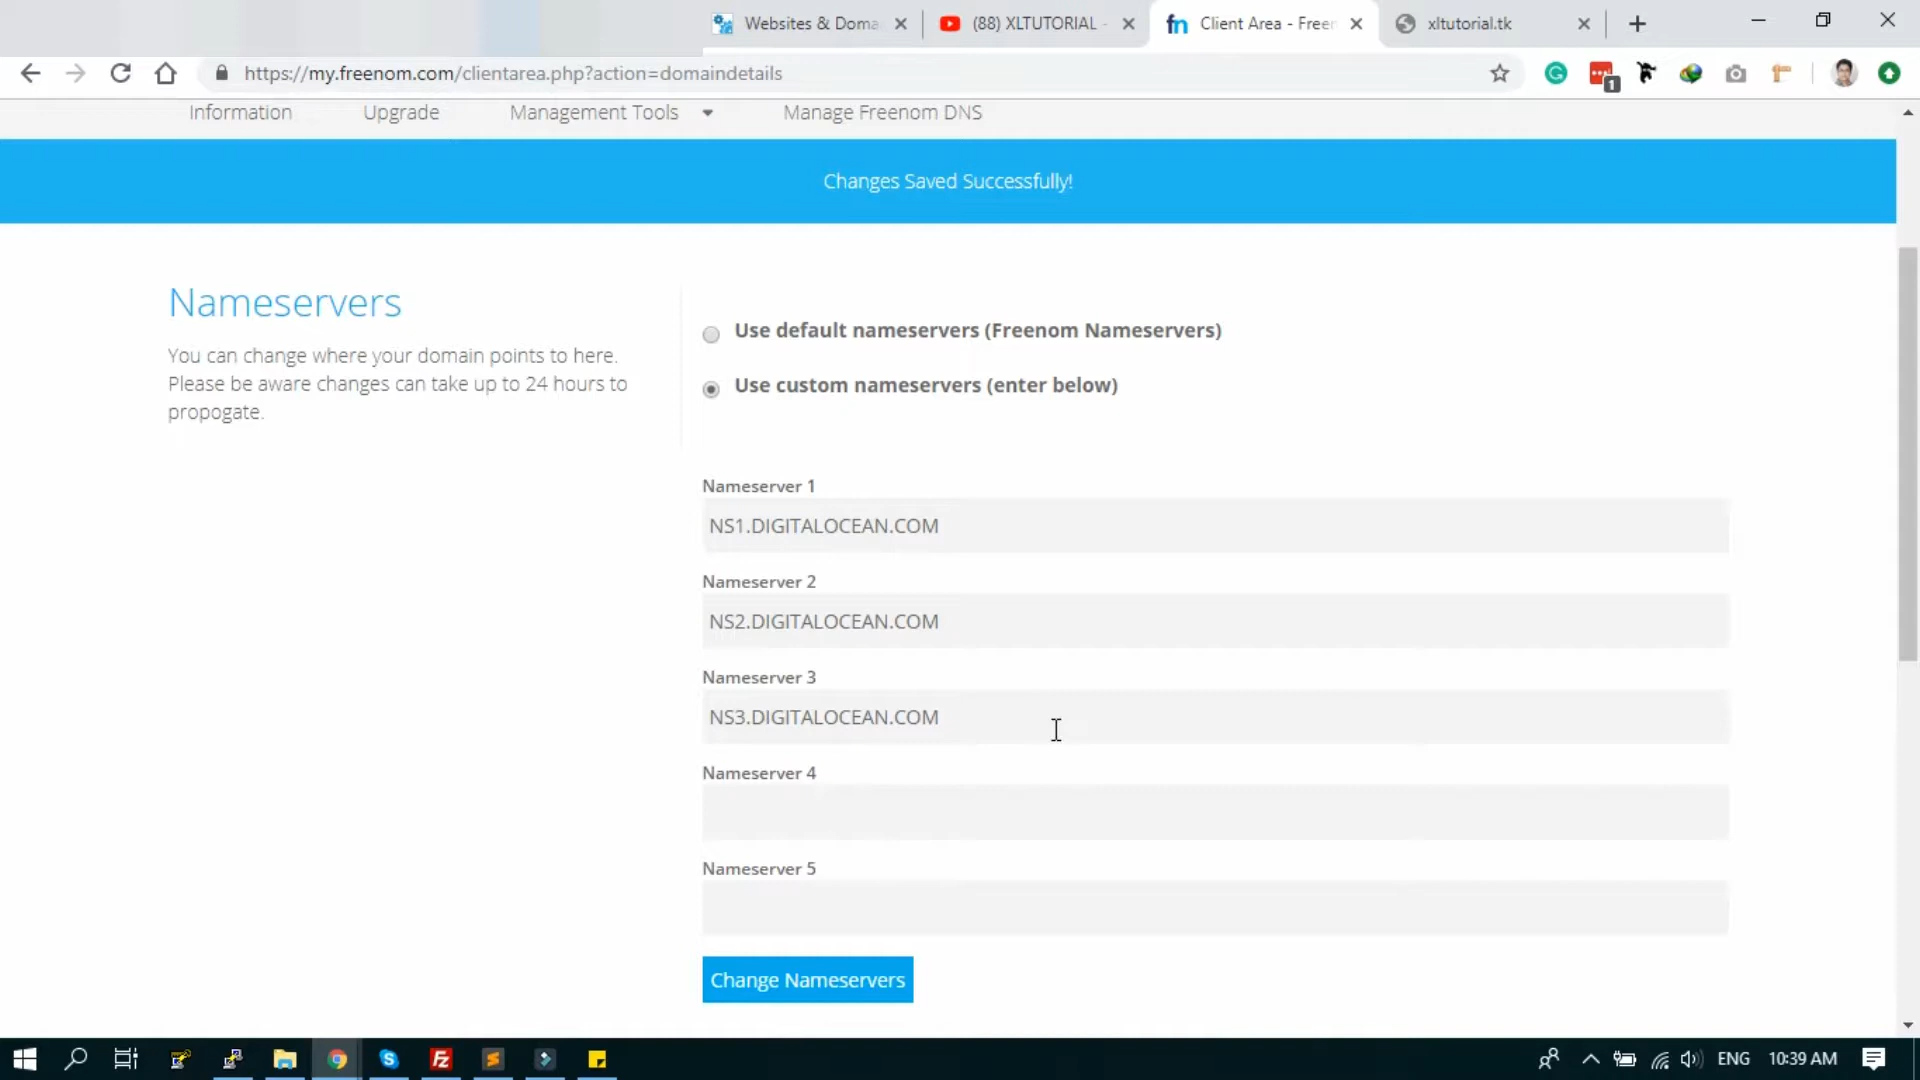 Websites & Doma
(88) XLTUTORIAL -
fn
Client Area - Freen
xltutorial.tk
https://my.freenom.com/clientarea.php?action=domaindetails
1
Information
Upgrade
Management Tools
Manage Freenom DNS
Changes Saved Successfully!
Nameservers
You can change where your domain points to here.
Please be aware changes can take up to 24 hours to
propogate.
Use default nameservers (Freenom Nameservers)
Use custom nameservers (enter below)
Nameserver 1
NS1.DIGITALOCEAN.COM
Nameserver 2
NS2.DIGITALOCEAN.COM
Nameserver 3
NS3.DIGITALOCEAN.COM
Nameserver 4
Nameserver 5
Change Nameservers
ENG
10:39 AM